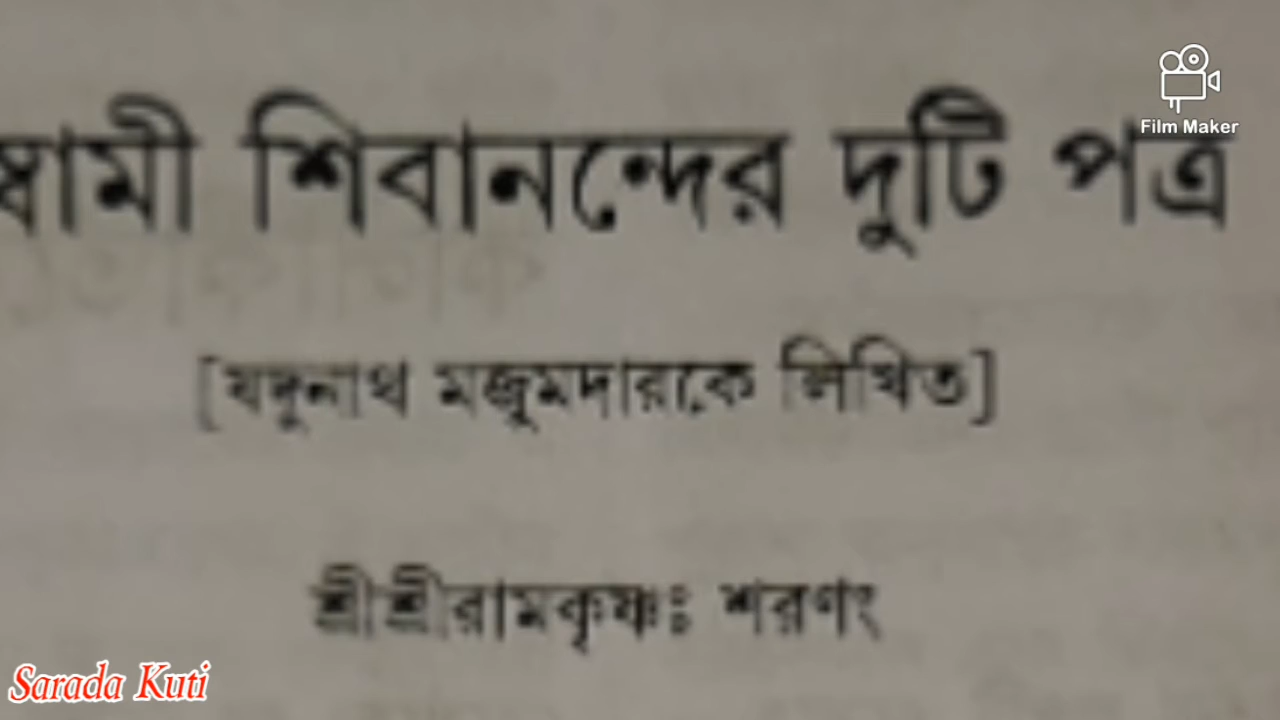 Film Maker
স্বামী শিবানন্দের দুটি পত্র
[যদুনাথ মজুমদারকে লিখিত]
শ্রীশ্রীরামকৃষ্ণঃ শরণং
Sarada Kuti